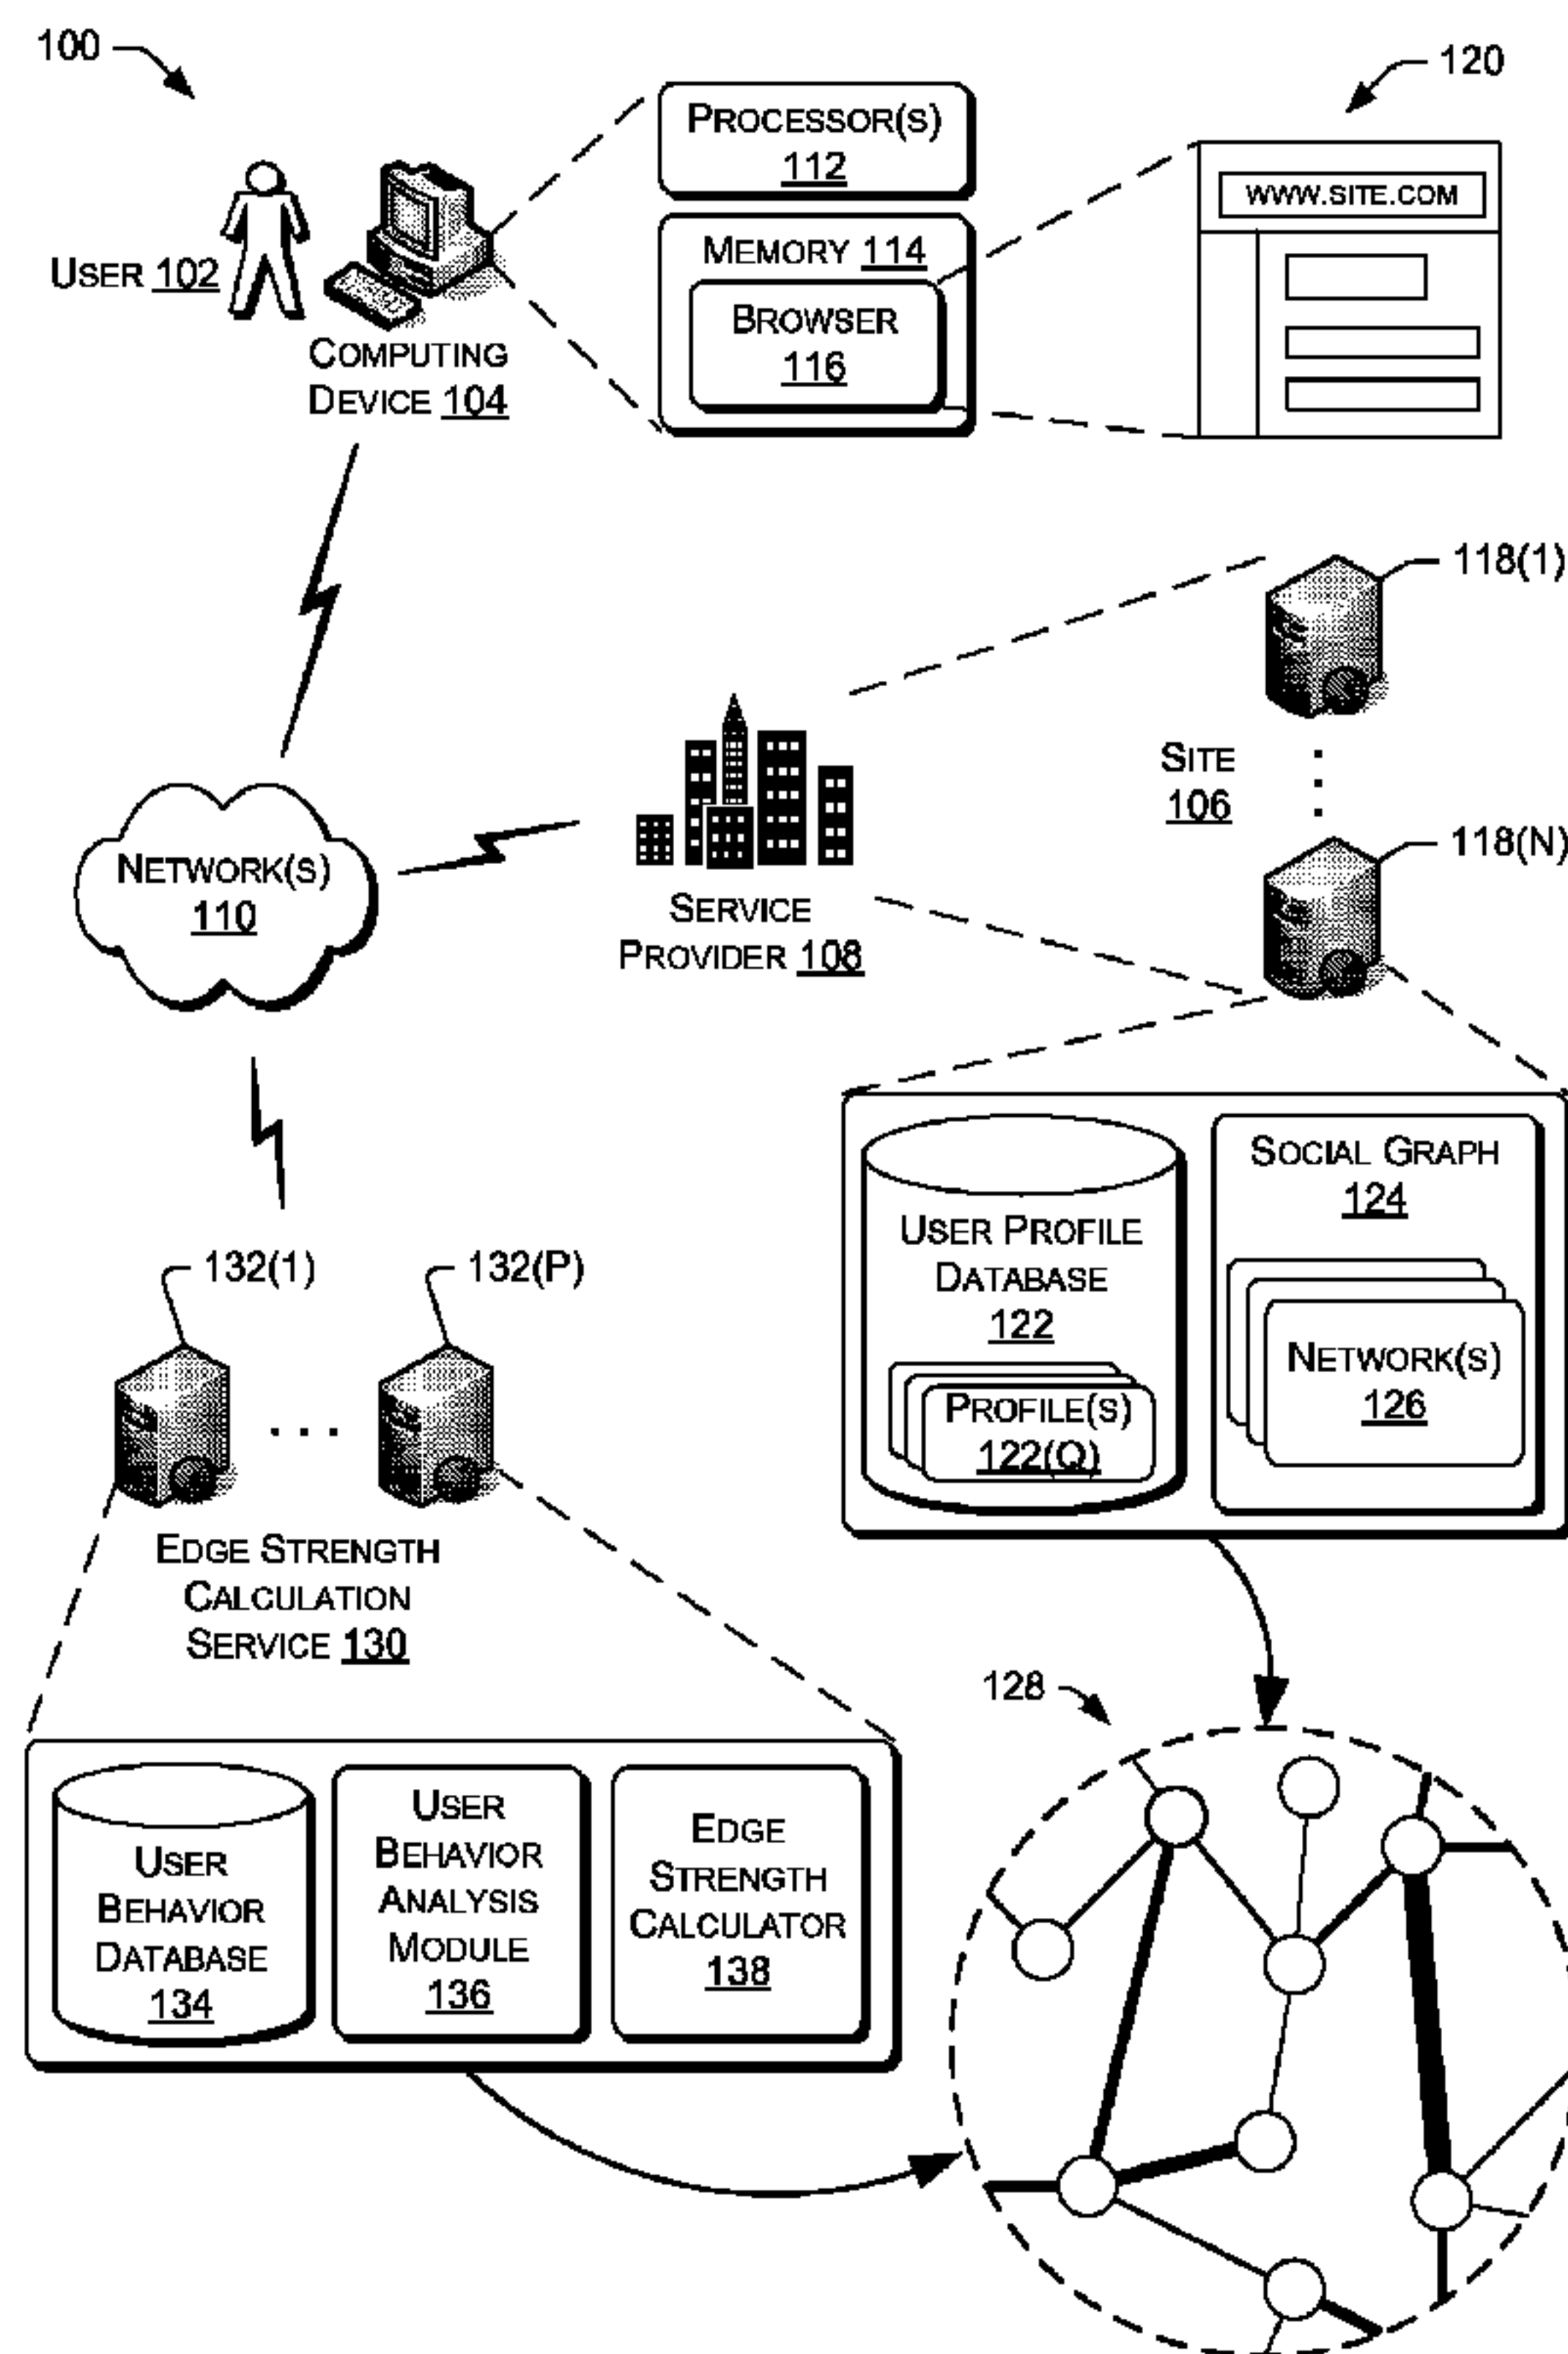 100
120
PROCESSOR(S)
112
WWW.SITE.COM
MEMORY 114
USER 102
BROWSER
116
COMPUTING
DEVICE 104
118(1)
SITE
106
118(N)
NETWORK(S)
110
SERVICE
PROVIDER 108
SOCIAL GRAPH
124
USER PROFILE
DATABASE
122
132(1)
132(P)
NETWORK(S)
126
PROFILE(S)
122(Q)
EDGE STRENGTH
CALCULATION
SERVICE 130
128
USER
BEHAVIOR
DATABASE
134
USER
BEHAVIOR
ANALYSIS
MODULE
136
EDGE
STRENGTH
CALCULATOR
138